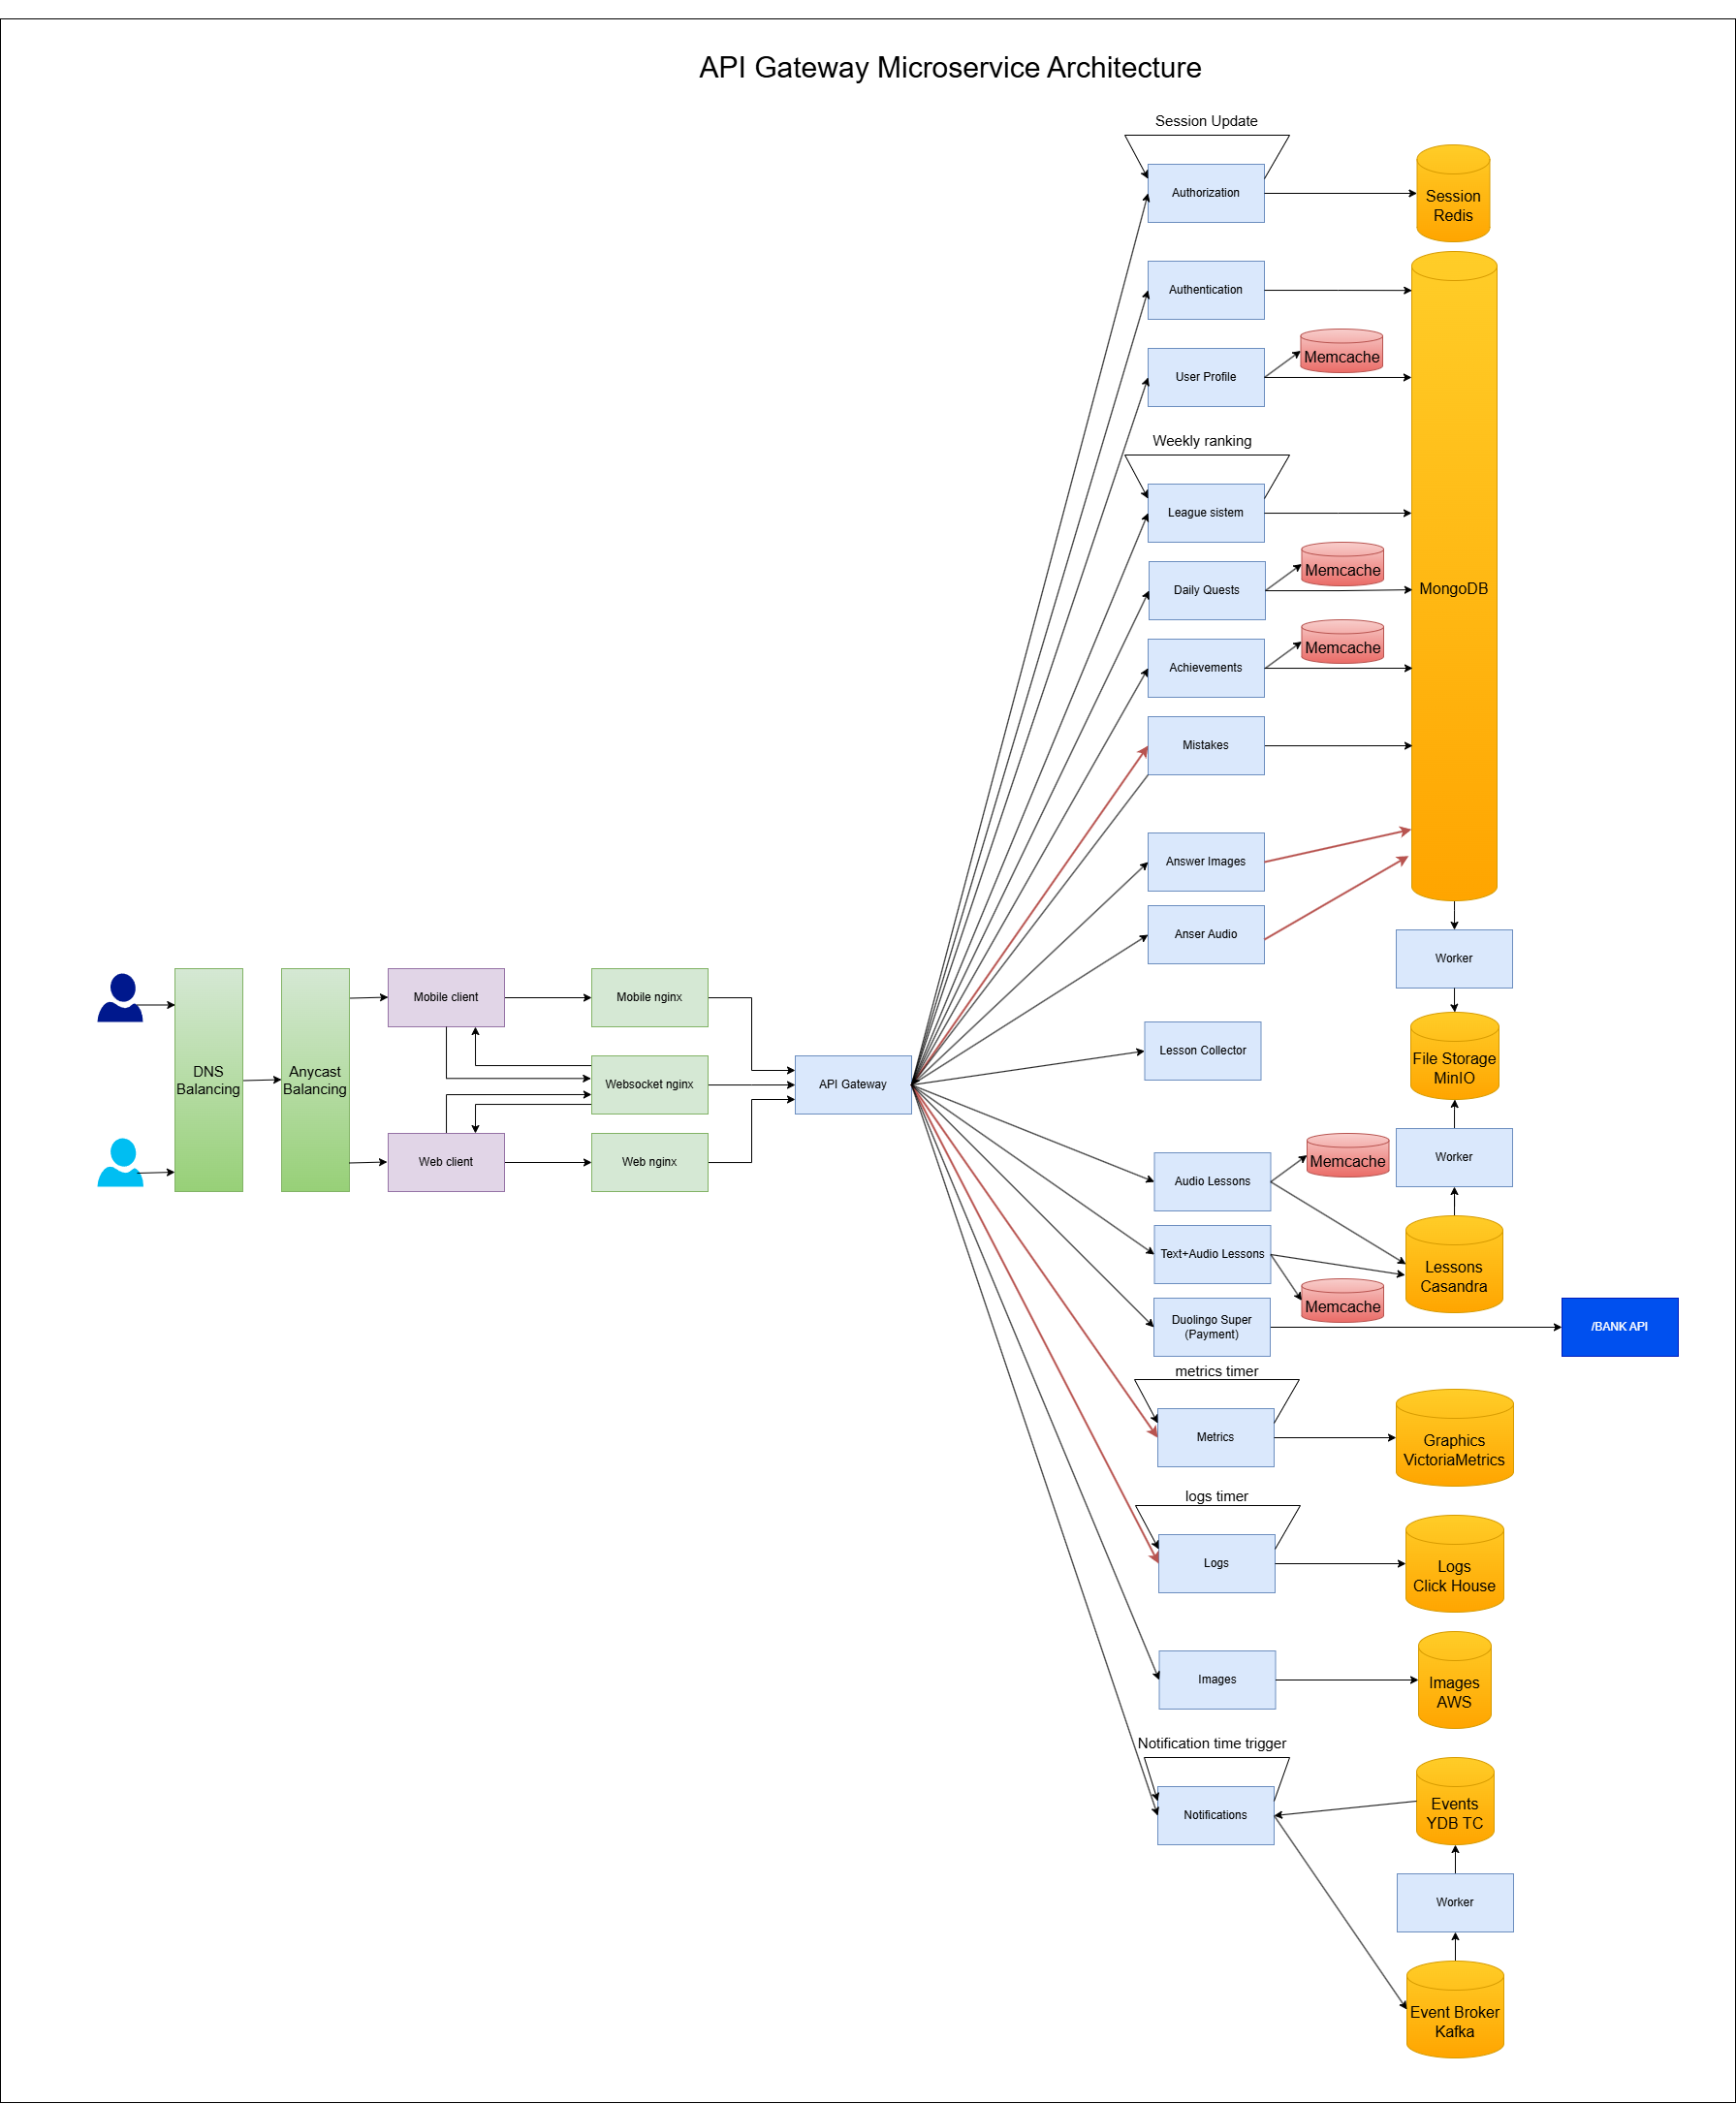 API Gateway Microservice Architecture
Session Update
Authorization
Session
Redis
Authentication
User Profile
Memcache
Weekly ranking
League sistem
Daily Quests
Memcache
MongoDB
Achievements
Memcache
Mistakes
Answer Images
Anser Audio
Worker
Mobile client
Mobile nginx
DNS
Balancing
Anycast
Balancing
Websocket nginx
API Gateway
Lesson Collector
File Storage
MinIO
Web client
Web nginx
Worker
Audio Lessons
Memcache
Text+Audio Lessons
Lessons
Casandra
Memcache
Duolingo Super
(Payment)
/BANK API
metrics timer
Metrics
Graphics
VictoriaMetrics
logs timer
Logs
Logs
Click House
Images
Images
AWS
Notification time trigger
Notifications
Events
YDB TC
Worker
Event Broker
Kafka